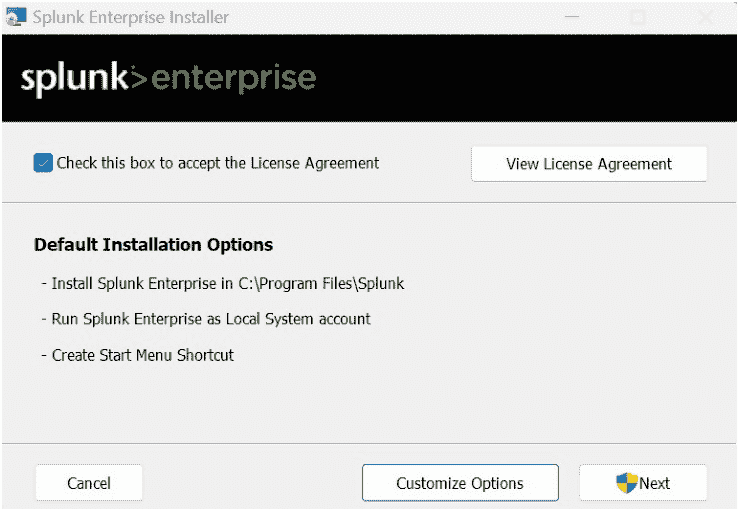 Splunk Enterprise Installer
splunk>enterprise
Check this box to accept the License Agreement
View License Agreement
Default Installation Options
- Install Splunk Enterprise in C:\Program Files\Splunk
- Run Splunk Enterprise as Local System account
- Create Start Menu Shortcut
Cancel
Customize Options
Next